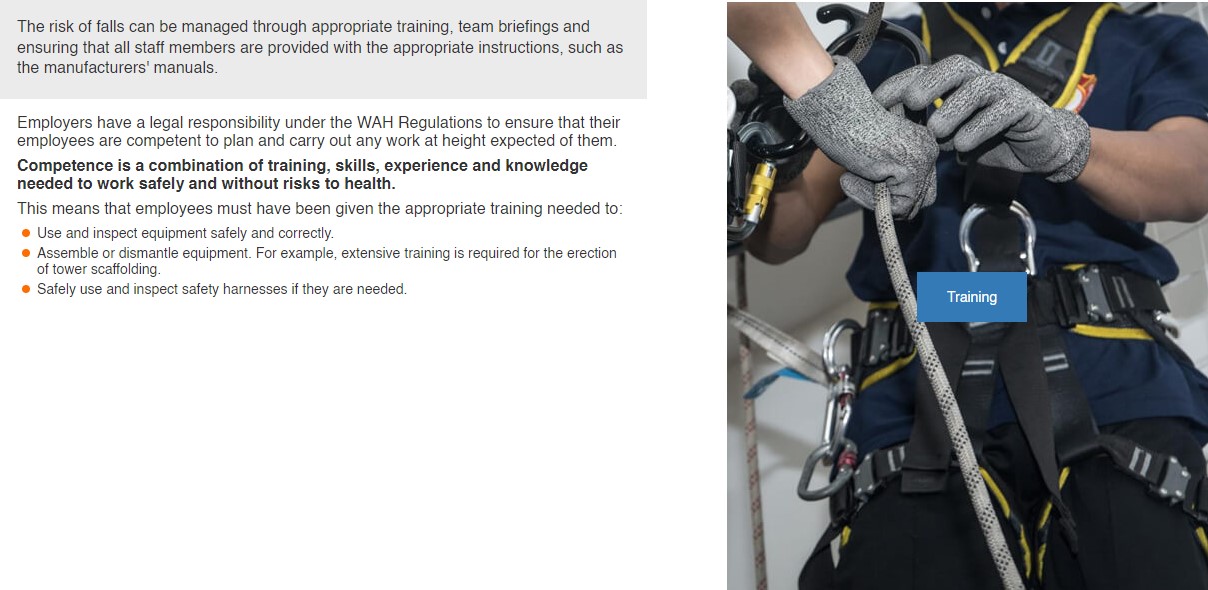 The risk of falls can be managed through appropriate training, team briefings and
ensuring that all staff members are provided with the appropriate instructions, such as
the manufacturers' manuals.
Employers have a legal responsibility under the WAH Regulations to ensure that their
employees are competent to plan and carry out any work at height expected of them.
Competence is a combination of training, skills, experience and knowledge
needed to work safely and without risks to health.
This means that employees must have been given the appropriate training needed to:
Use and inspect equipment safely and correctly.
Assemble or dismantle equipment. For example, extensive training is required for the erection
of tower scaffolding.
Safely use and inspect safety harnesses if they are needed.
Training